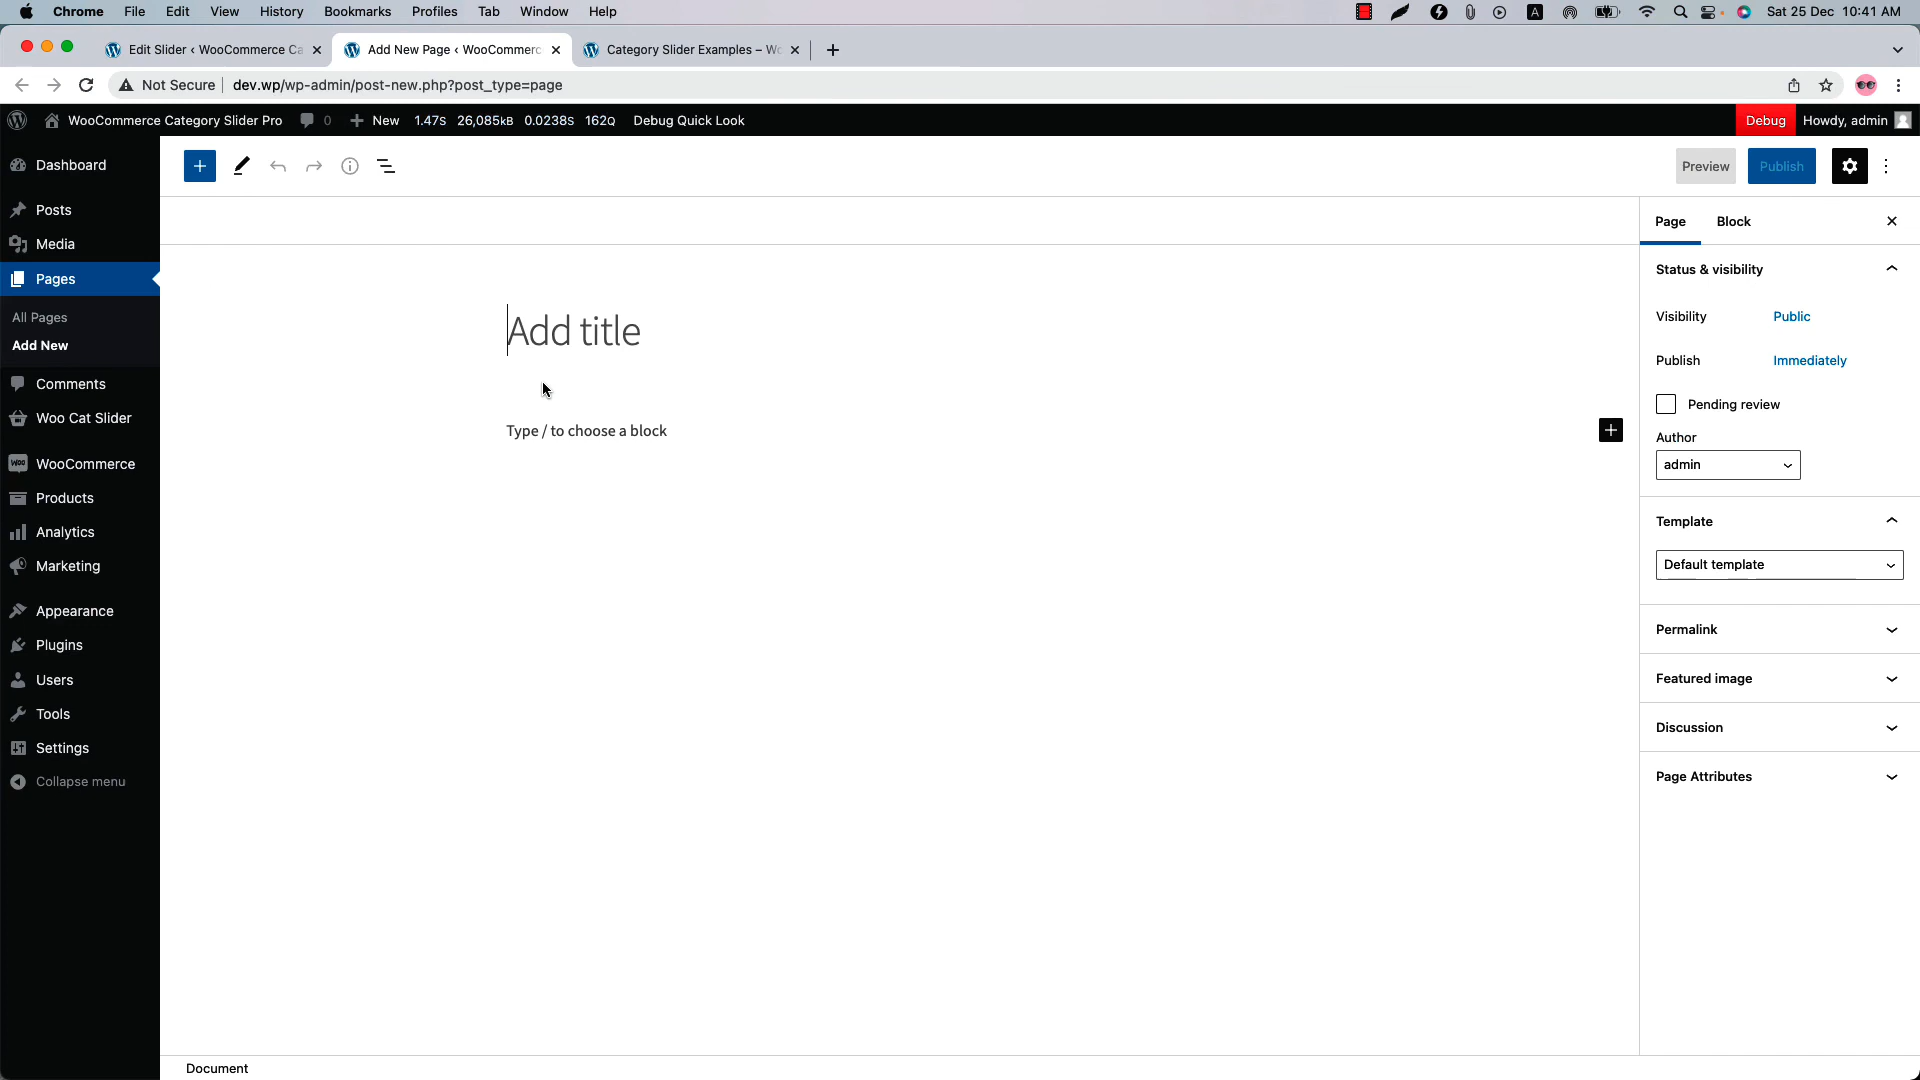 Chrome File Edit View History Bookmarks Profiles Tab Window Help A Sat 25 Dec 10:41 AM
Edit Slider ‹ WooCommerce Ca Add New Page ‹ WooCommerc Category Slider Examples – Wo
Not Secure dev.wp/wp-admin/post-new.php?post_type=page
WooCommerce Category Slider Pro 0 New 1.47S 26,085KB 0.0238S 162Q Debug Quick Look Debug Howdy, admin
Dashboard
Posts
Media
Pages
All Pages
Add New
Comments
Woo Cat Slider
WooCommerce
Products
Analytics
Marketing
Appearance
Plugins
Users
Tools
Settings
Collapse menu
Preview Publish
Add title
Type / to choose a block
Page Block
Status & visibility
Visibility Public
Publish Immediately
Pending review
Author
admin
Template
Default template
Permalink
Featured image
Discussion
Page Attributes
Document